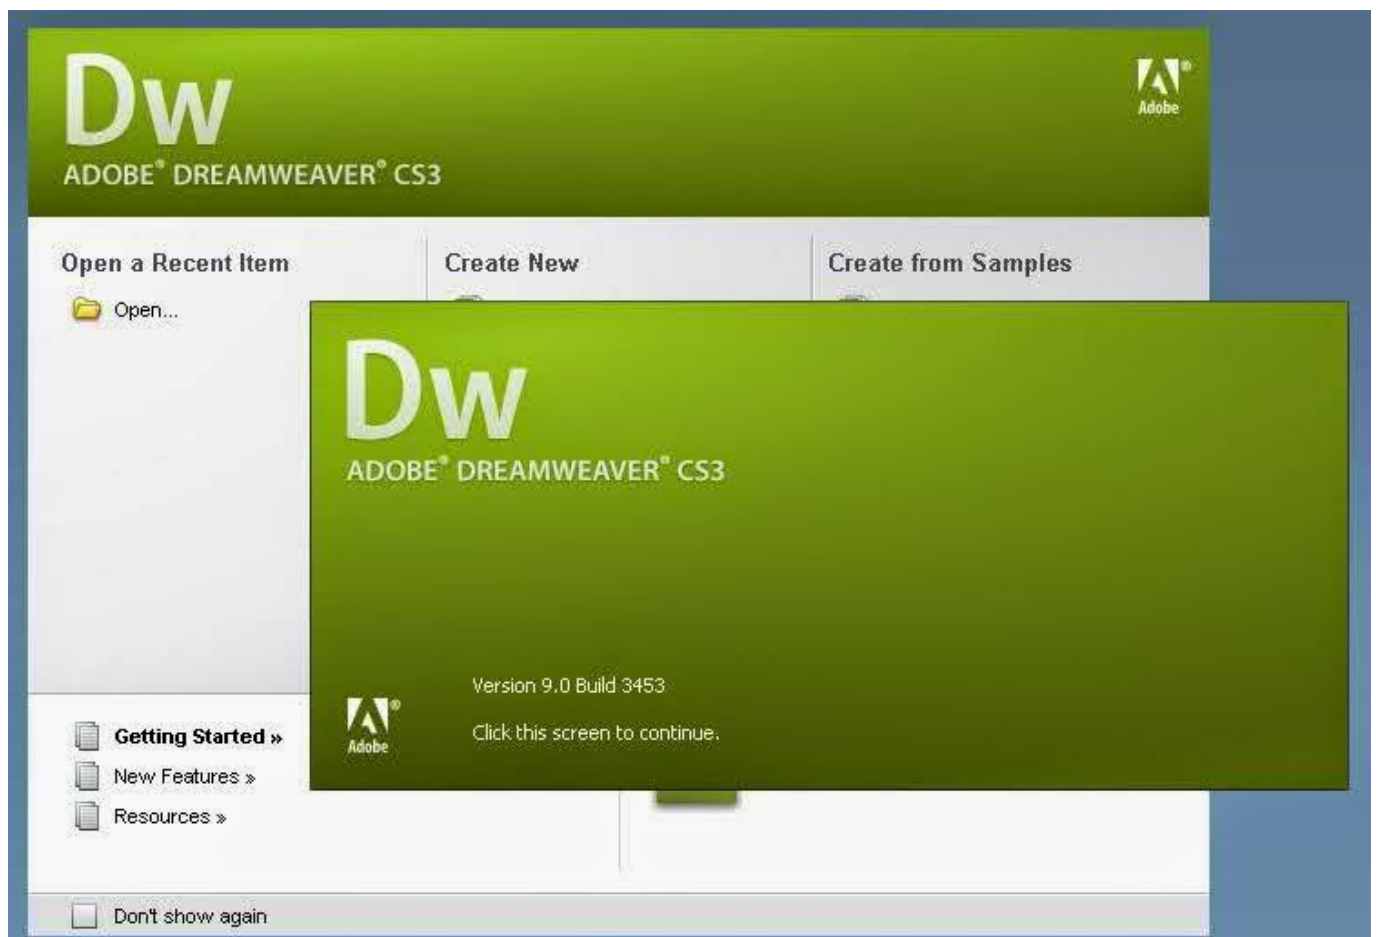 Dw
Adobe
ADOBE® DREAMWEAVER® CS3
Open a Recent Item
Create New
Create from Samples
Open...
Dw
ADOBE® DREAMWEAVER® CS3
Version 9.0 Build 3453
Click this screen to continue.
Adobe
Getting Started »
New Features »
Resources »
Don't show again